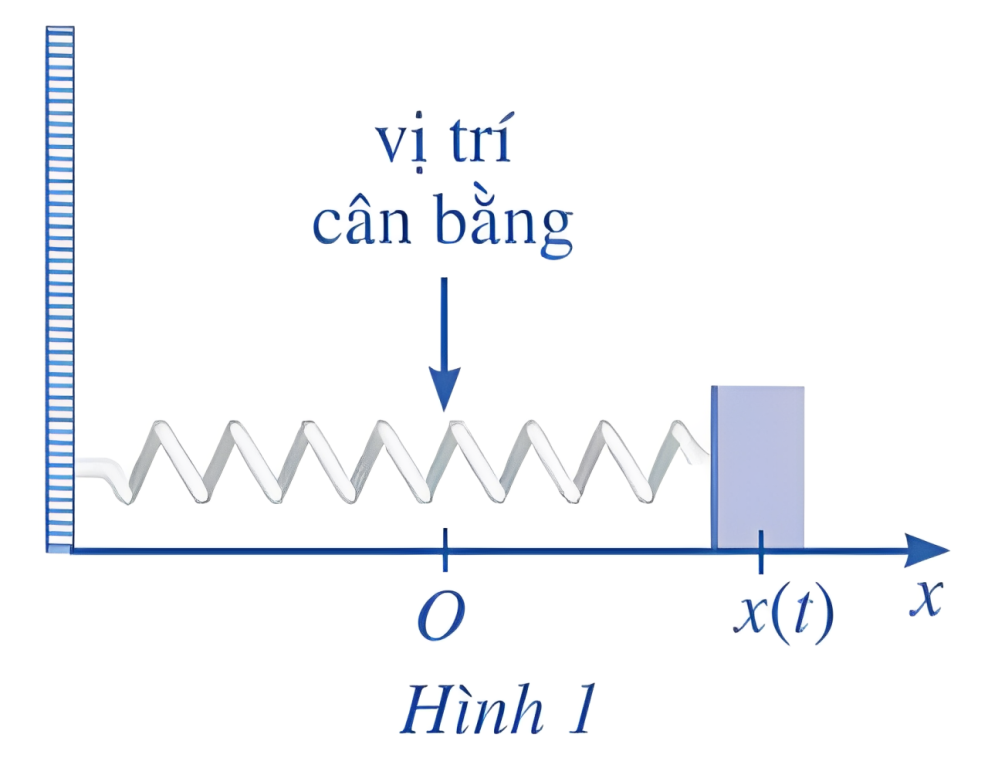 vị trí
cân bằng
O
x(t)
x
Hình 1